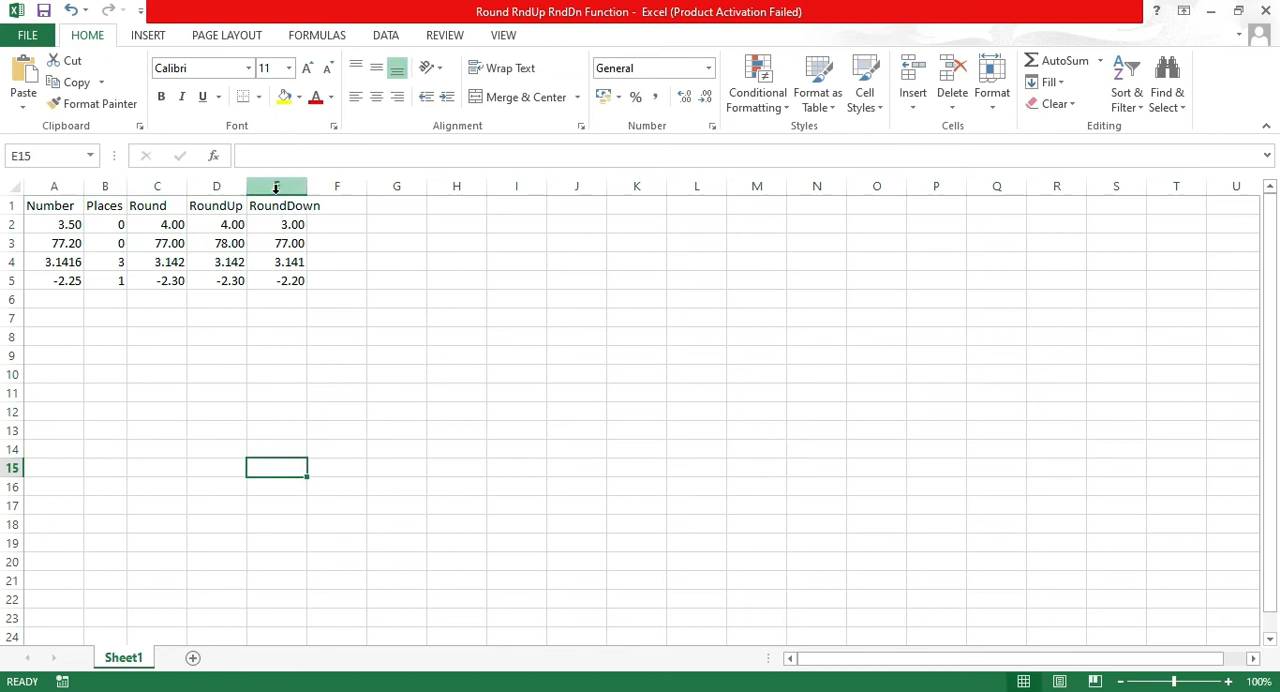 Round RndUp RndDn Function - Excel (Product Activation Failed)
FILE HOME INSERT PAGE LAYOUT FORMULAS DATA REVIEW VIEW
Paste
Cut
Copy
Format Painter
Clipboard
Calibri 11
B I U
Font
Wrap Text
Merge & Center
Alignment
General
%
Number
Conditional Formatting
Format as Table
Cell Styles
Styles
Insert Delete Format
Cells
AutoSum
Fill
Clear
Sort & Filter
Find & Select
Editing
E15
fx
A B C D F G H I J K L M N O P Q R S T U
1 Number Places Round RoundUp RoundDown
2 3.50 0 4.00 4.00 3.00
3 77.20 0 77.00 78.00 77.00
4 3.1416 3 3.142 3.142 3.141
5 -2.25 1 -2.30 -2.30 -2.20
6
7
8
9
10
11
12
13
14
15
16
17
18
19
20
21
22
23
24
Sheet1
READY 100%